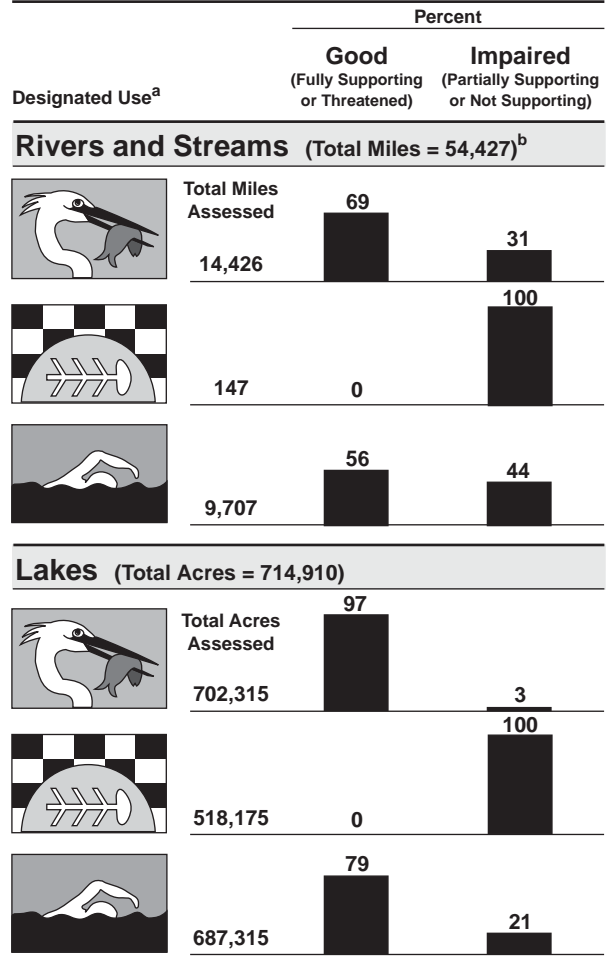 Percent
Good
(Fully Supporting
or Threatened)
Impaired
(Partially Supporting
or Not Supporting)
Designated Useᵃ
Rivers and Streams (Total Miles = 54,427)ᵇ
Total Miles
Assessed
69
31
14,426
100
147
0
56
44
9,707
Lakes (Total Acres = 714,910)
Total Acres
Assessed
97
702,315
3
100
518,175
0
79
21
687,315